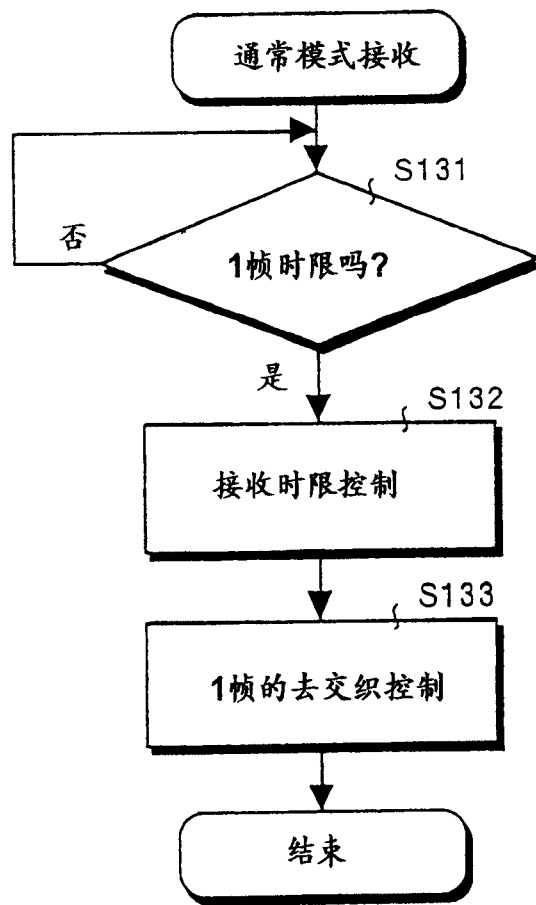 通常模式接收
S131
否
1帧时限吗?
是
S132
接收时限控制
S133
1帧的去交织控制
结束